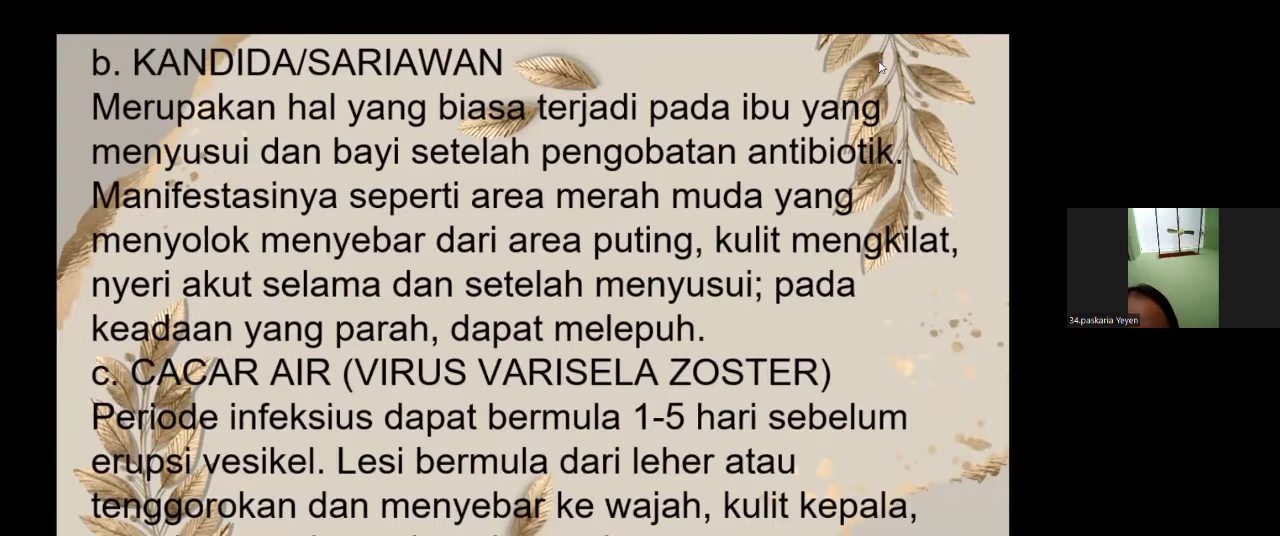 b. KANDIDA/SARIAWAN
Merupakan hal yang biasa terjadi pada ibu yang
menyusui dan bayi setelah pengobatan antibiotik.
Manifestasinya seperti area merah muda yang
menyolok menyebar dari area puting, kulit mengkilat,
nyeri akut selama dan setelah menyusui; pada
keadaan yang parah, dapat melepuh.
c. CACAR AIR (VIRUS VARISELA ZOSTER)
Periode infeksius dapat bermula 1-5 hari sebelum
erupsi vesikel. Lesi bermula dari leher atau
tenggorokan dan menyebar ke wajah, kulit kepala,
34.paskaria Yeyen